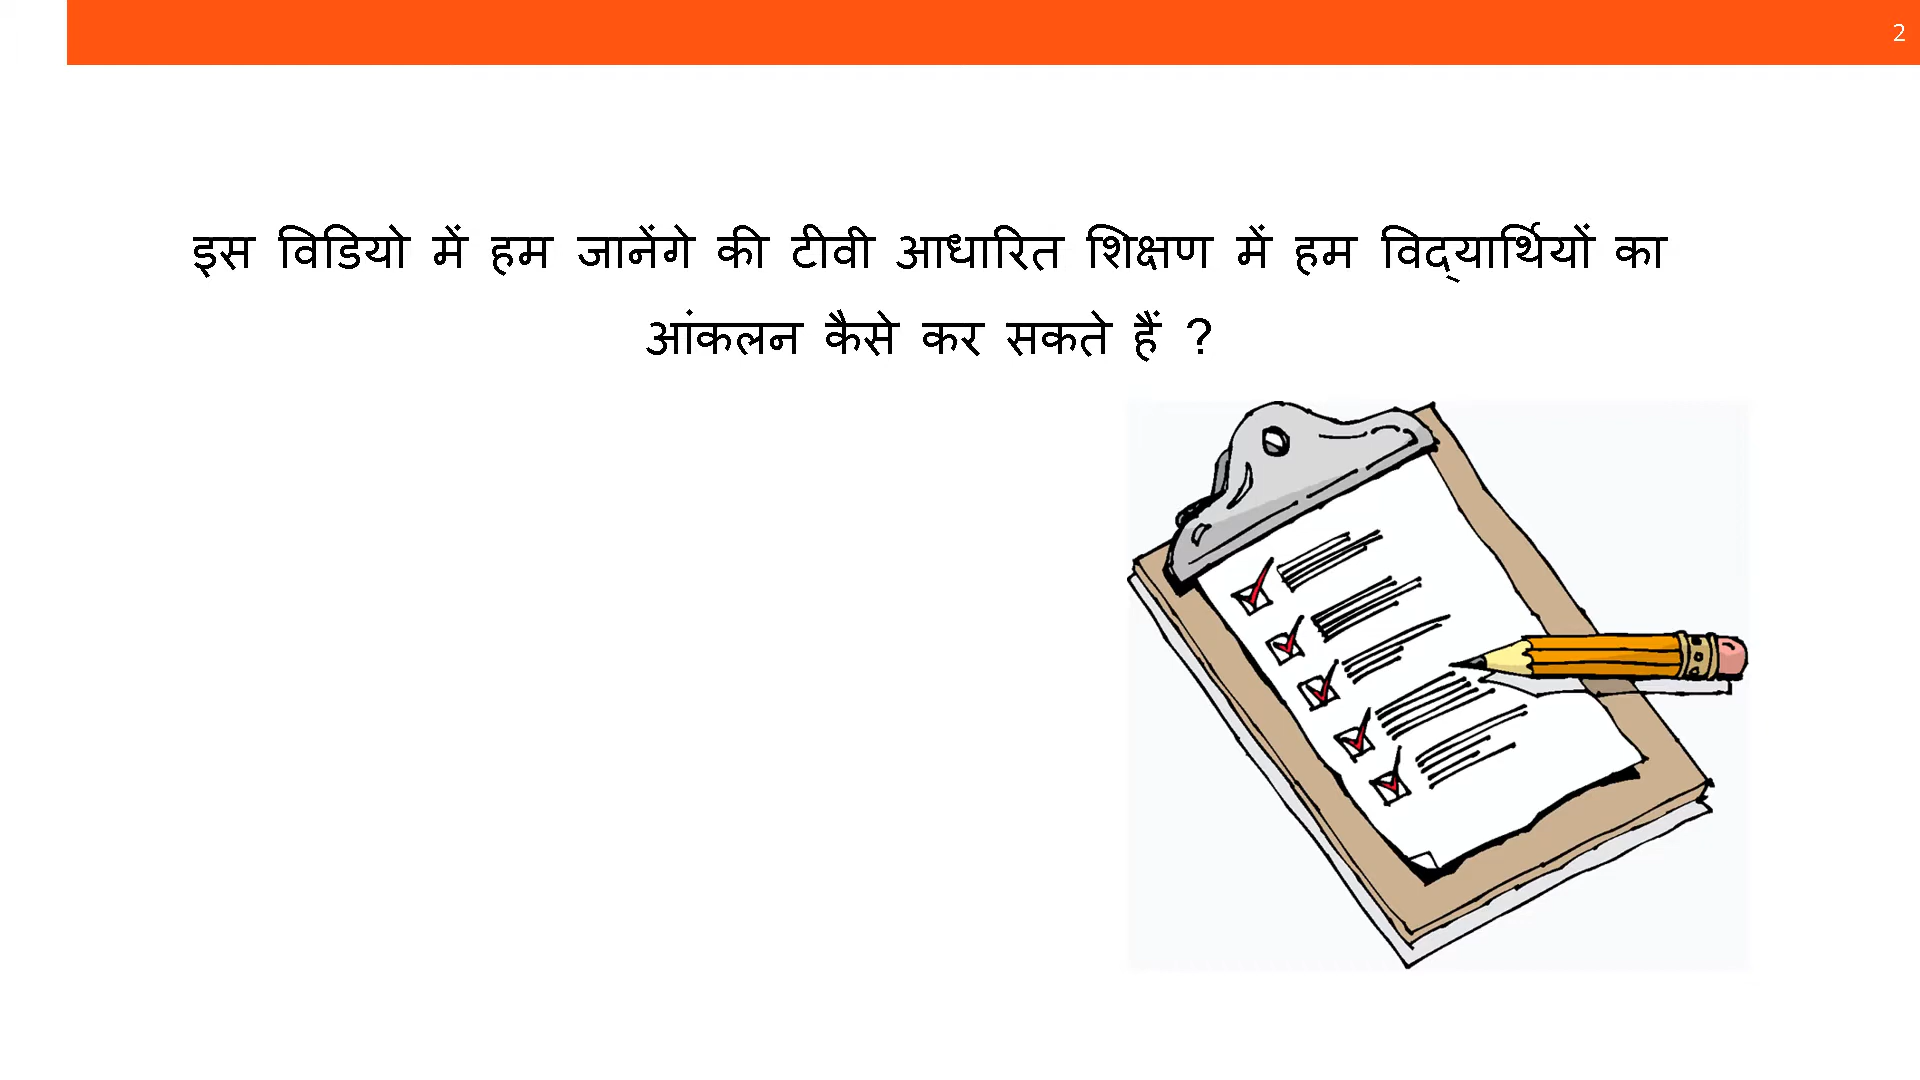 2
इस विडियो में हम जानेंगे की टीवी आधारित शिक्षण में हम विद्यार्थियों का
आंकलन कैसे कर सकते हैं ?